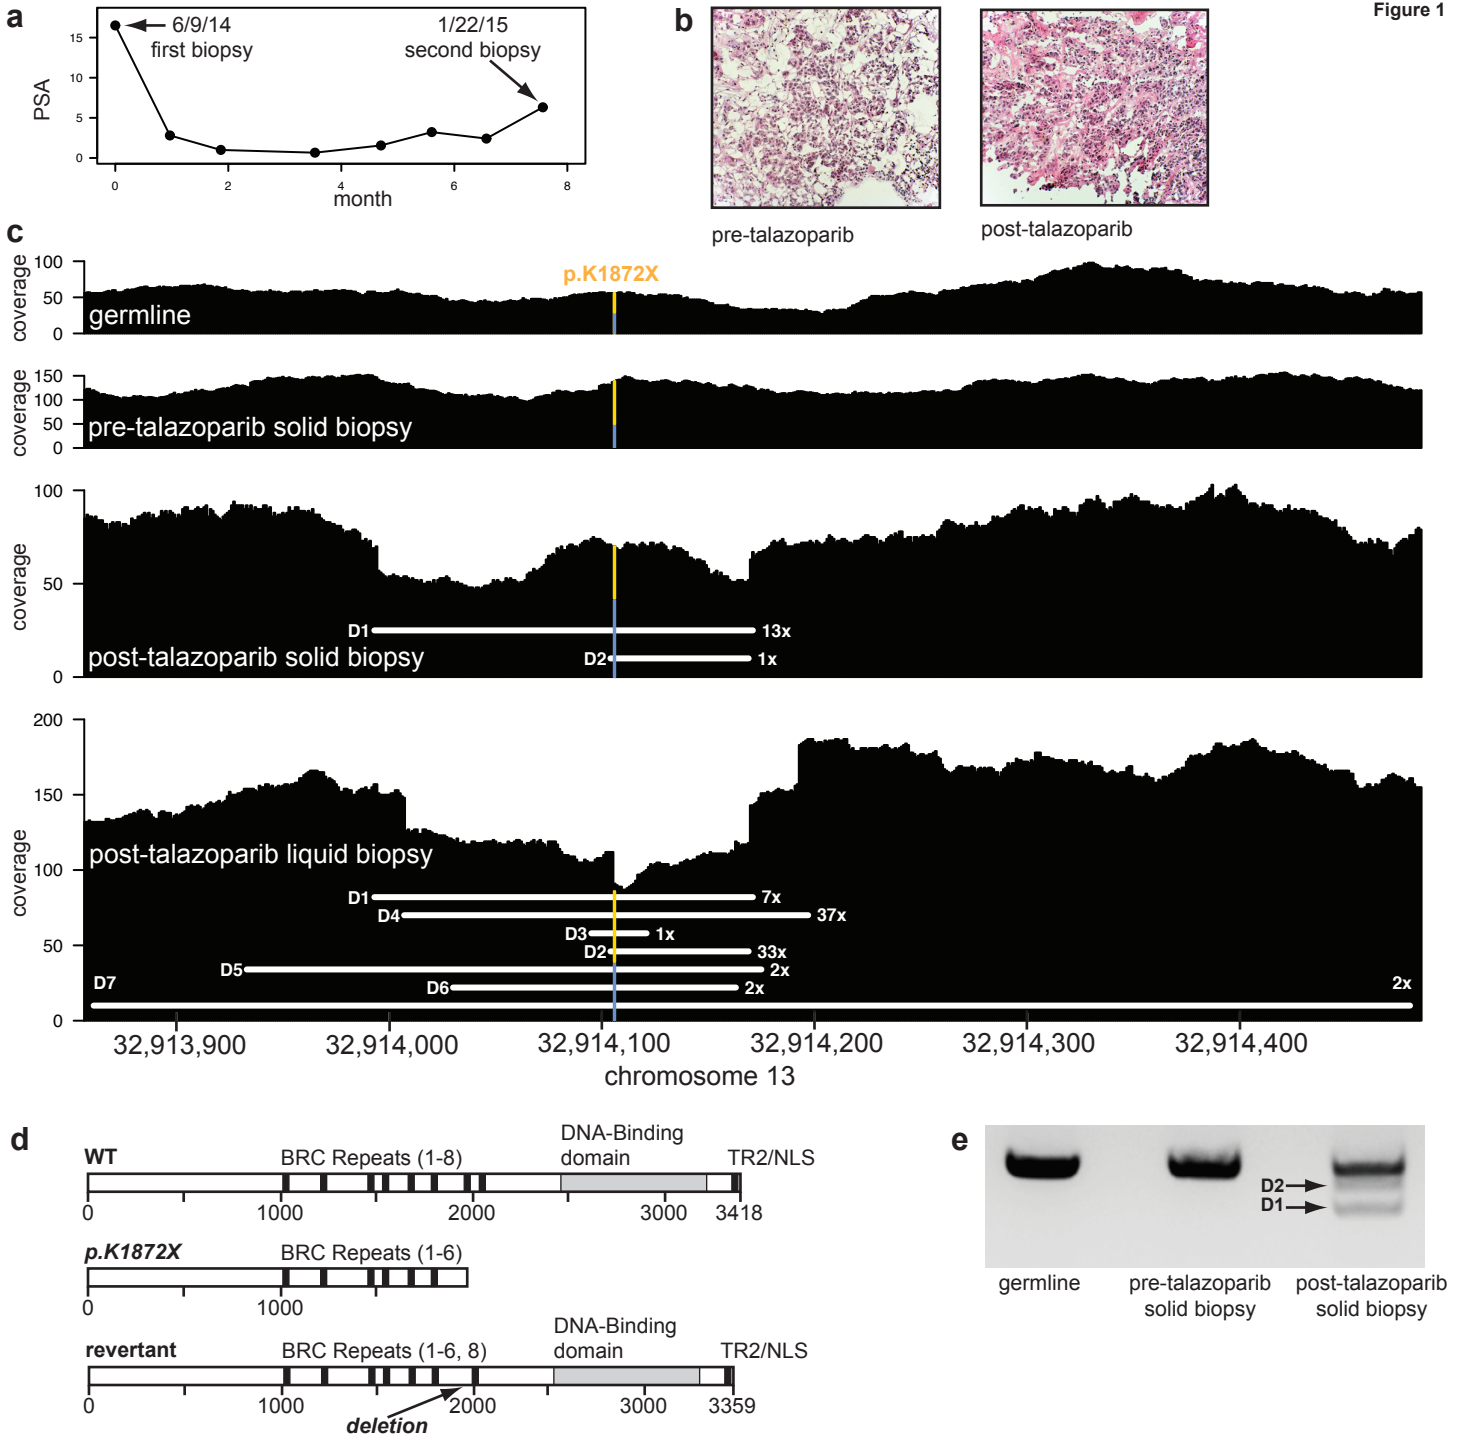 Figure 1
a
6/9/14
first biopsy
1/22/15
second biopsy
PSA
15
10
5
0
0 2 4 6 8
month
b
pre-talazoparib
post-talazoparib
c
coverage
100
50
0
p.K1872X
germline
coverage
150
100
50
0
pre-talazoparib solid biopsy
coverage
100
50
0
D1 13x
post-talazoparib solid biopsy
D2 1x
coverage
200
150
100
50
0
post-talazoparib liquid biopsy
D1 7x
D4 37x
D3 1x
D2 33x
D5 2x
D6 2x
D7 2x
32,913,900 32,914,000 32,914,100 32,914,200 32,914,300 32,914,400
chromosome 13
d
WT
BRC Repeats (1-8)
DNA-Binding
domain
TR2/NLS
0 1000 2000 3000 3418
p.K1872X
BRC Repeats (1-6)
0 1000
revertant
BRC Repeats (1-6, 8)
DNA-Binding
domain
TR2/NLS
0 1000 2000 3000 3359
deletion
e
D2
D1
germline
pre-talazoparib
solid biopsy
post-talazoparib
solid biopsy